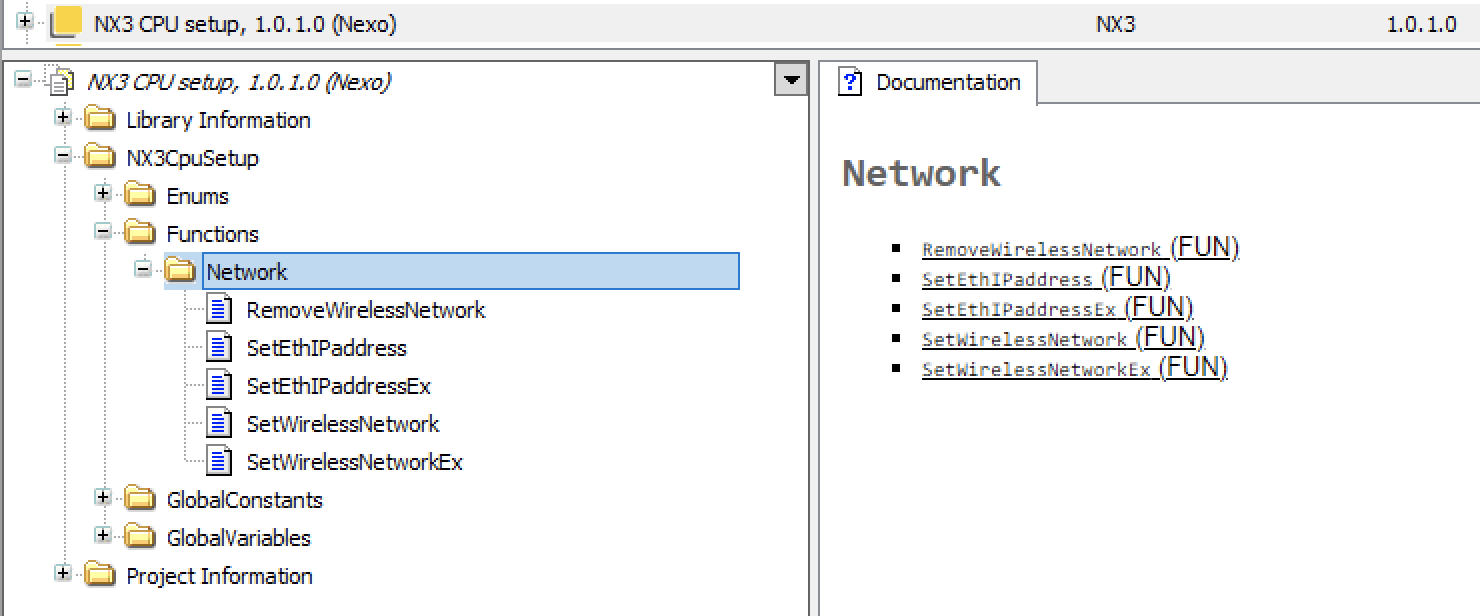 NX3 CPU setup, 1.0.1.0 (Nexo) NX3 1.0.1.0
NX3 CPU setup, 1.0.1.0 (Nexo)
Library Information
NX3CpuSetup
Enums
Functions
Network
RemoveWirelessNetwork
SetEthIPaddress
SetEthIPaddressEx
SetWirelessNetwork
SetWirelessNetworkEx
GlobalConstants
GlobalVariables
Project Information
Documentation
Network
RemoveWirelessNetwork (FUN)
SetEthIPaddress (FUN)
SetEthIPaddressEx (FUN)
SetWirelessNetwork (FUN)
SetWirelessNetworkEx (FUN)